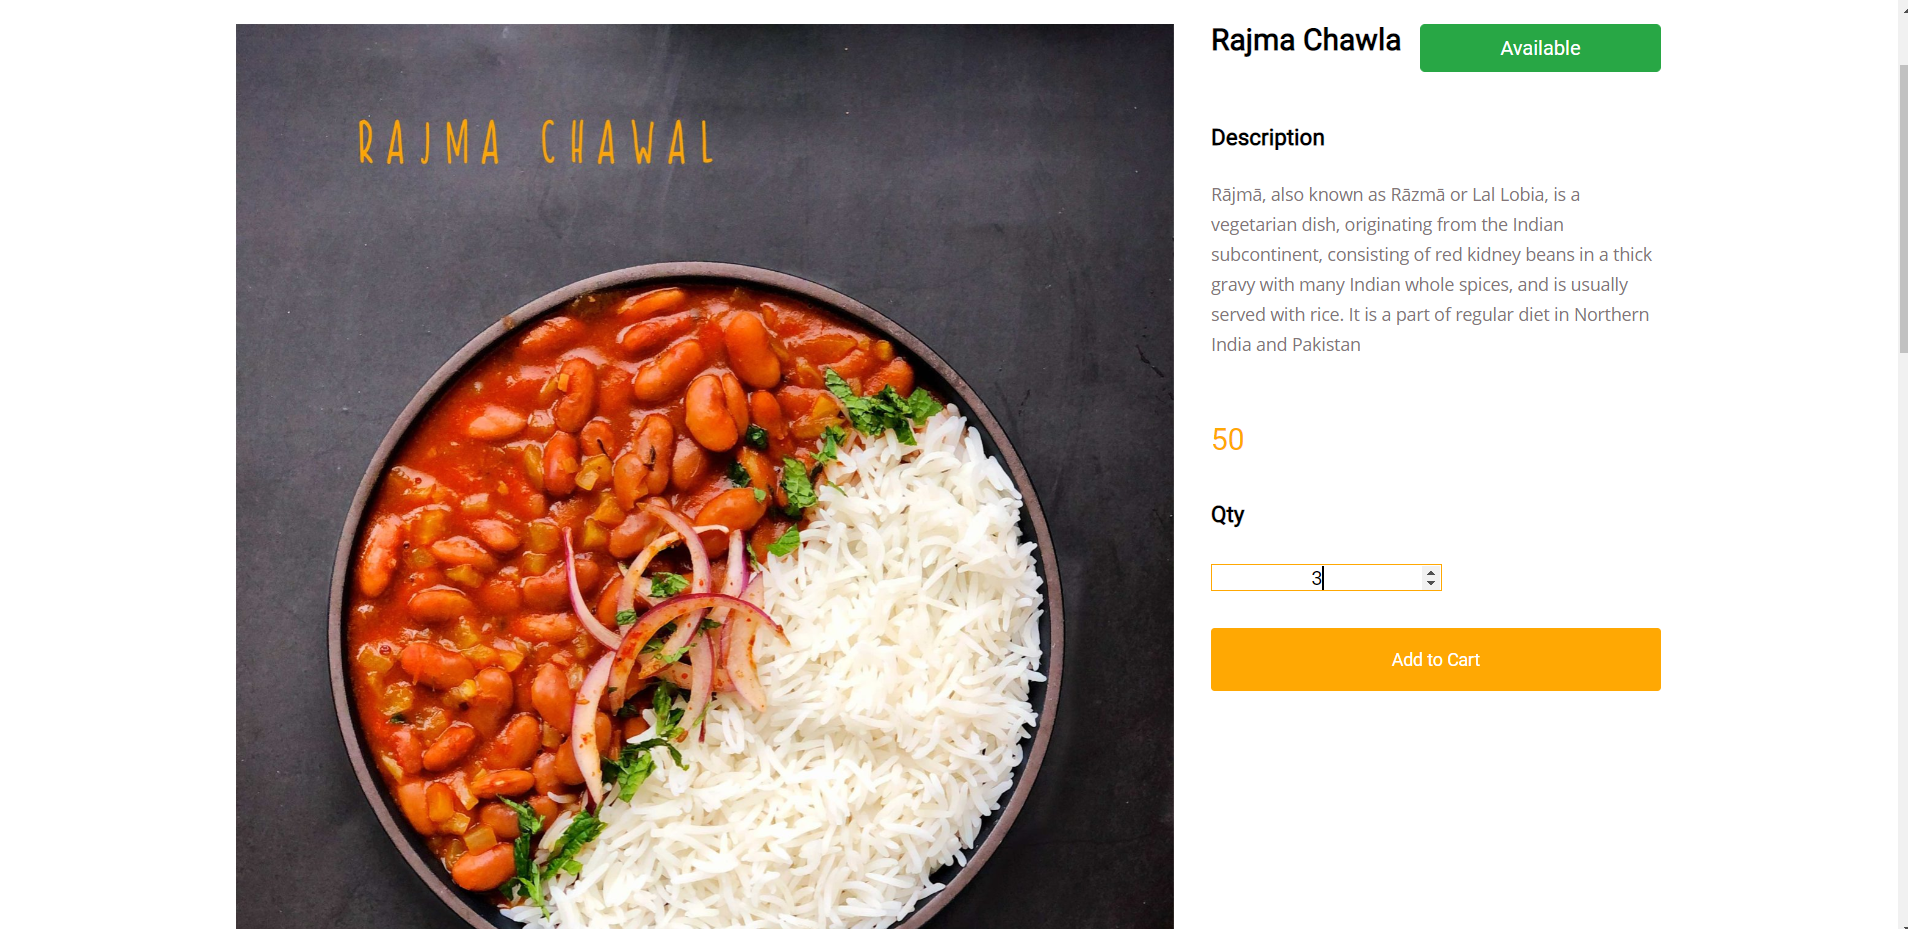 RAJMA CHAWAL
Rajma Chawla
Available
Description
Rājmā, also known as Rāzmā or Lal Lobia, is a
vegetarian dish, originating from the Indian
subcontinent, consisting of red kidney beans in a thick
gravy with many Indian whole spices, and is usually
served with rice. It is a part of regular diet in Northern
India and Pakistan
50
Qty
3
Add to Cart